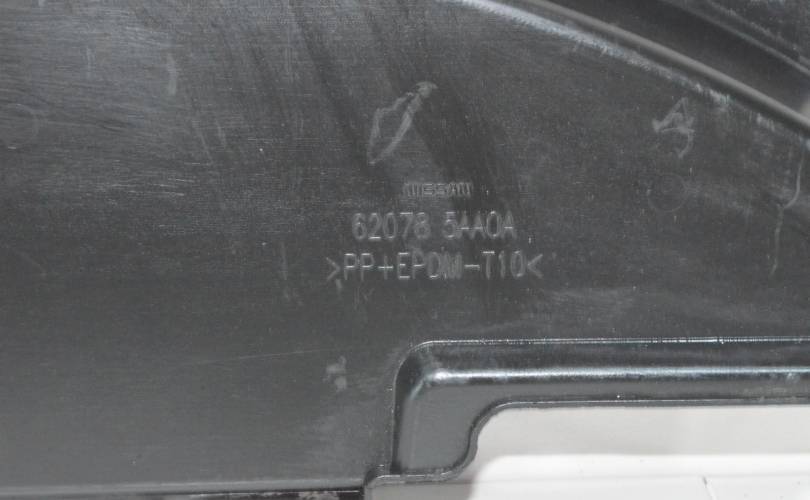 NISSAN
62078 5AA0A
>PP+EPDM-T10<